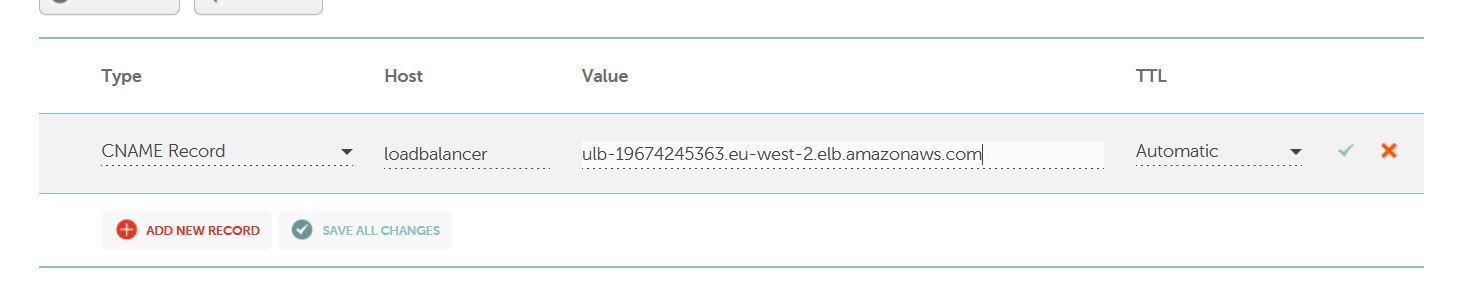 Type Host Value TTL
CNAME Record loadbalancer ulb-19674245363.eu-west-2.elb.amazonaws.com Automatic
ADD NEW RECORD SAVE ALL CHANGES